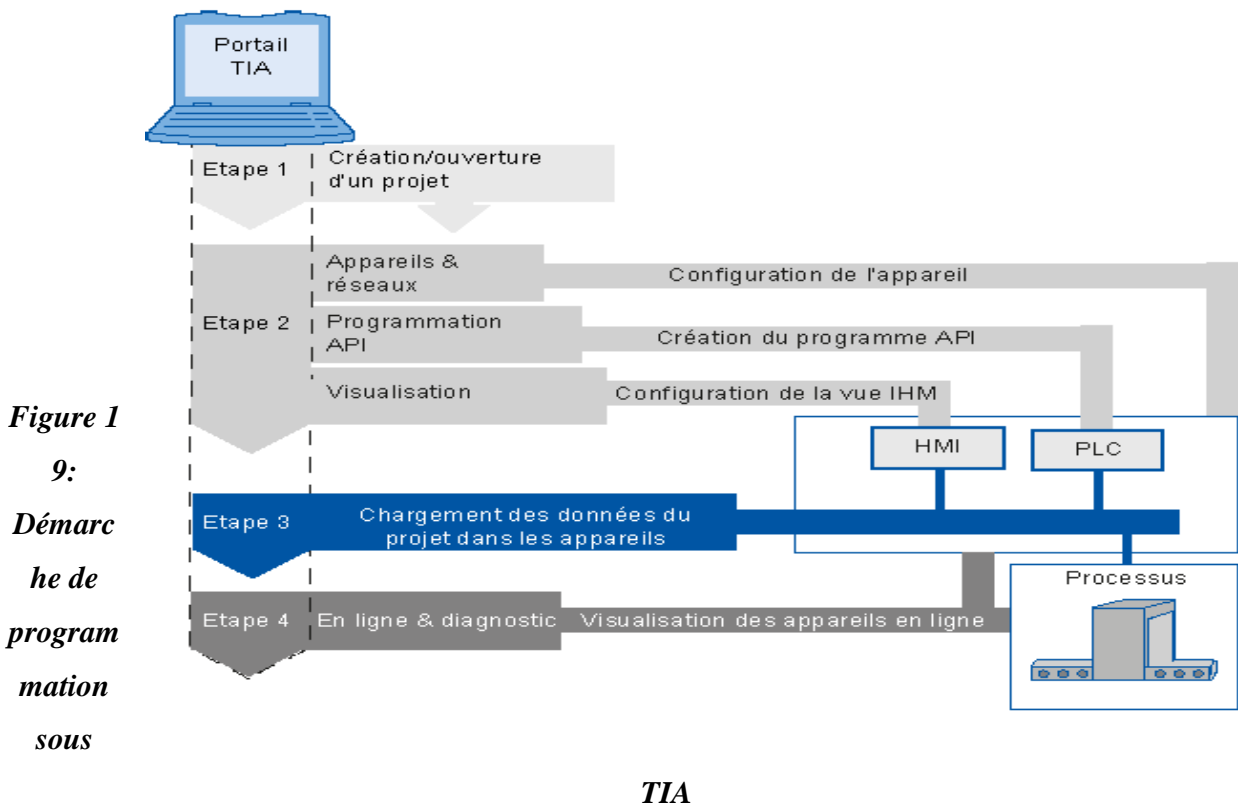 Portail
TIA
Etape 1
Création/ouverture
d'un projet
Etape 2
Appareils &
réseaux
Configuration de l'appareil
Programmation
API
Création du programme API
Visualisation
Configuration de la vue IHM
HMI
PLC
Etape 3
Chargement des données du
projet dans les appareils
Processus
Etape 4
En ligne & diagnostic
Visualisation des appareils en ligne
Figure 1
9:
Démarc
he de
program
mation
sous
TIA